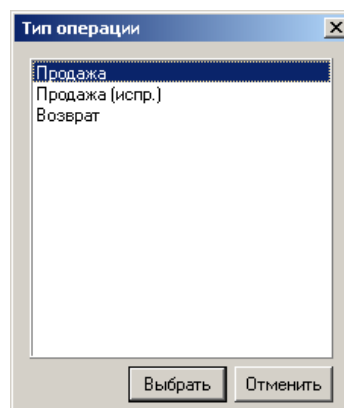 Тип операции
Продажа
Продажа (испр.)
Возврат
Выбрать Отменить